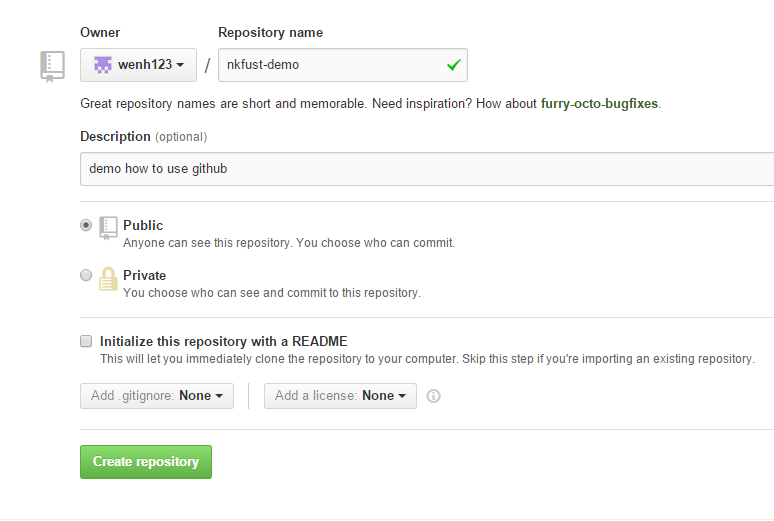 Owner Repository name
wenh123 / nkfust-demo
Great repository names are short and memorable. Need inspiration? How about furry-octo-bugfixes.
Description (optional)
demo how to use github
Public
Anyone can see this repository. You choose who can commit.
Private
You choose who can see and commit to this repository.
Initialize this repository with a README
This will let you immediately clone the repository to your computer. Skip this step if you're importing an existing repository.
Add .gitignore: None Add a license: None
Create repository